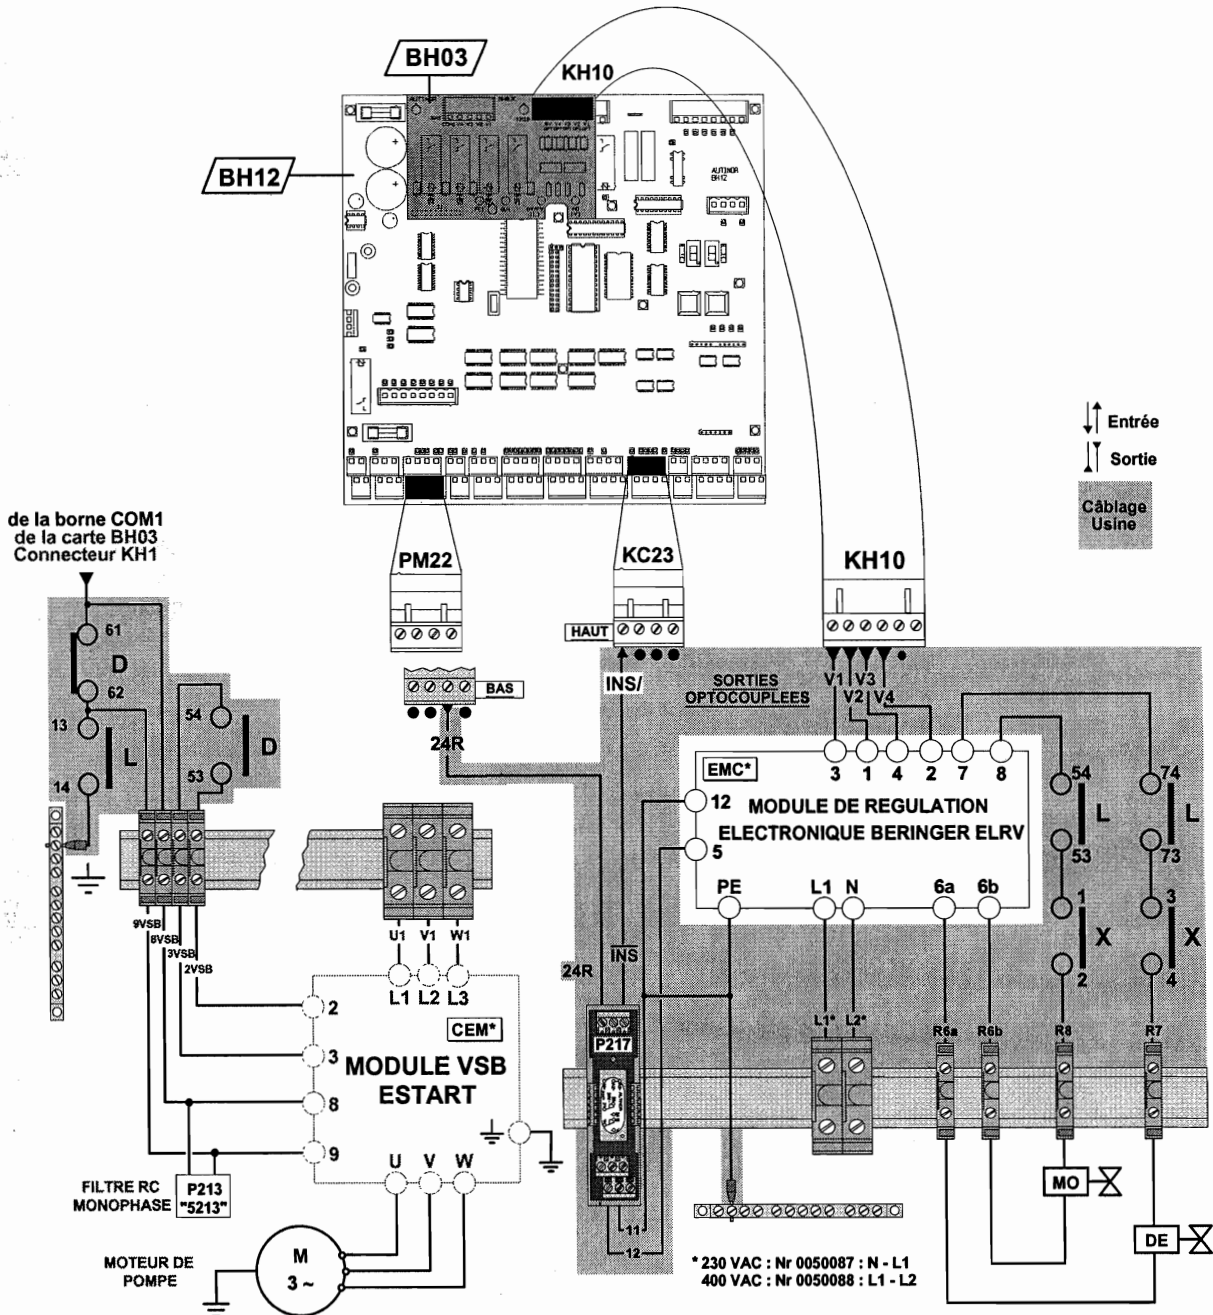 BH03
KH10
BH12
AUTINOR
BH12
Entrée
Sortie
Câblage
Usine
de la borne COM1
de la carte BH03
Connecteur KH1
PM22
KC23
KH10
HAUT
BAS
61
D
62
13
L
14
54
D
53
24R
INS/
SORTIES
OPTOCOUPLEES
V1
V2
V3
V4
EMC*
3
1
4
2
7
8
12
5
MODULE DE REGULATION
ELECTRONIQUE BERINGER ELRV
PE
L1
N
6a
6b
54
L
53
74
L
73
1
X
2
3
X
4
9VSB
8VSB
3VSB
2VSB
U1
V1
W1
L1
L2
L3
2
3
8
9
CEM*
MODULE VSB
ESTART
U
V
W
24R
INS
P217
L1*
L2*
R6a
R6b
R8
R7
FILTRE RC
MONOPHASE
P213
"5213"
MOTEUR DE
POMPE
M
3 ~
11
12
MO
DE
* 230 VAC : Nr 0050087 : N - L1
400 VAC : Nr 0050088 : L1 - L2